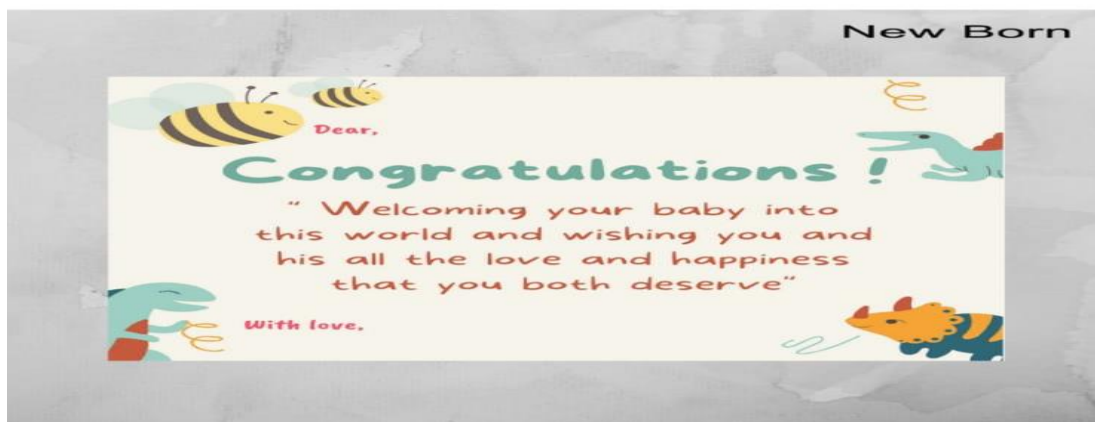 New Born
Dear,
Congratulations !
“ Welcoming your baby into
this world and wishing you and
his all the love and happiness
that you both deserve”
With love,